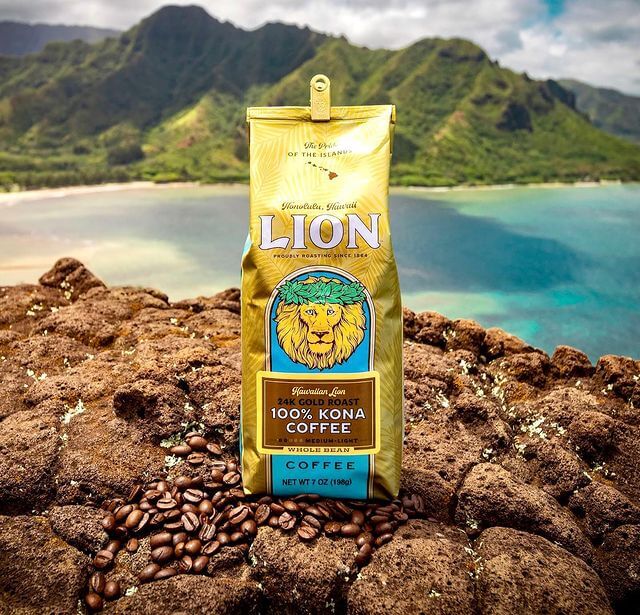 The Pride
OF THE ISLANDS
Honolulu, Hawaii
LION
PROUDLY ROASTING SINCE 1864
Hawaiian Lion
24K GOLD ROAST
100% KONA
COFFEE
MEDIUM-LIGHT
WHOLE BEAN
COFFEE
NET WT 7 OZ (198g)